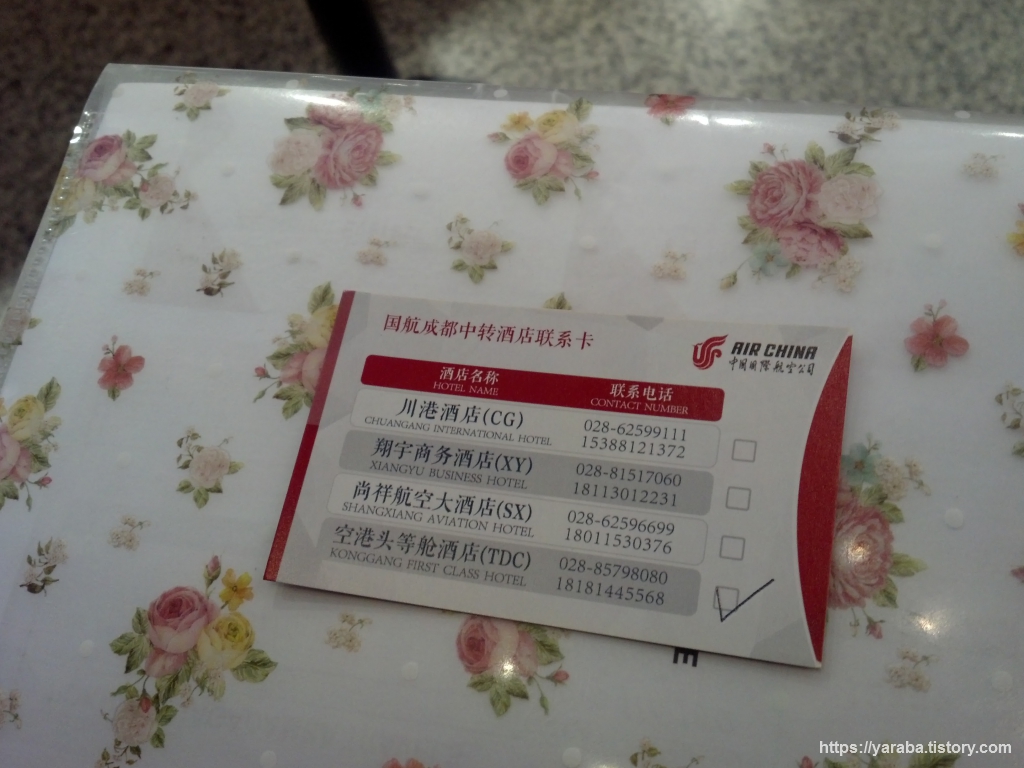 国航成都中转酒店联系卡
AIR CHINA
中国国际航空公司
酒店名称
HOTEL NAME
联系电话
CONTACT NUMBER
川港酒店(CG)
CHUANGANG INTERNATIONAL HOTEL
028-62599111
15388121372
翔宇商务酒店(XY)
XIANGYU BUSINESS HOTEL
028-81517060
18113012231
尚祥航空大酒店(SX)
SHANGXIANG AVIATION HOTEL
028-62596699
18011530376
空港头等舱酒店(TDC)
KONGGANG FIRST CLASS HOTEL
028-85798080
18181445568
E
https://yaraba.tistory.com